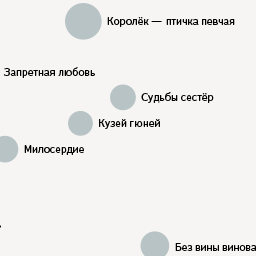 Королёк — птичка певчая
Запретная любовь
Судьбы сестёр
Кузей гюней
Милосердие
Без вины винова